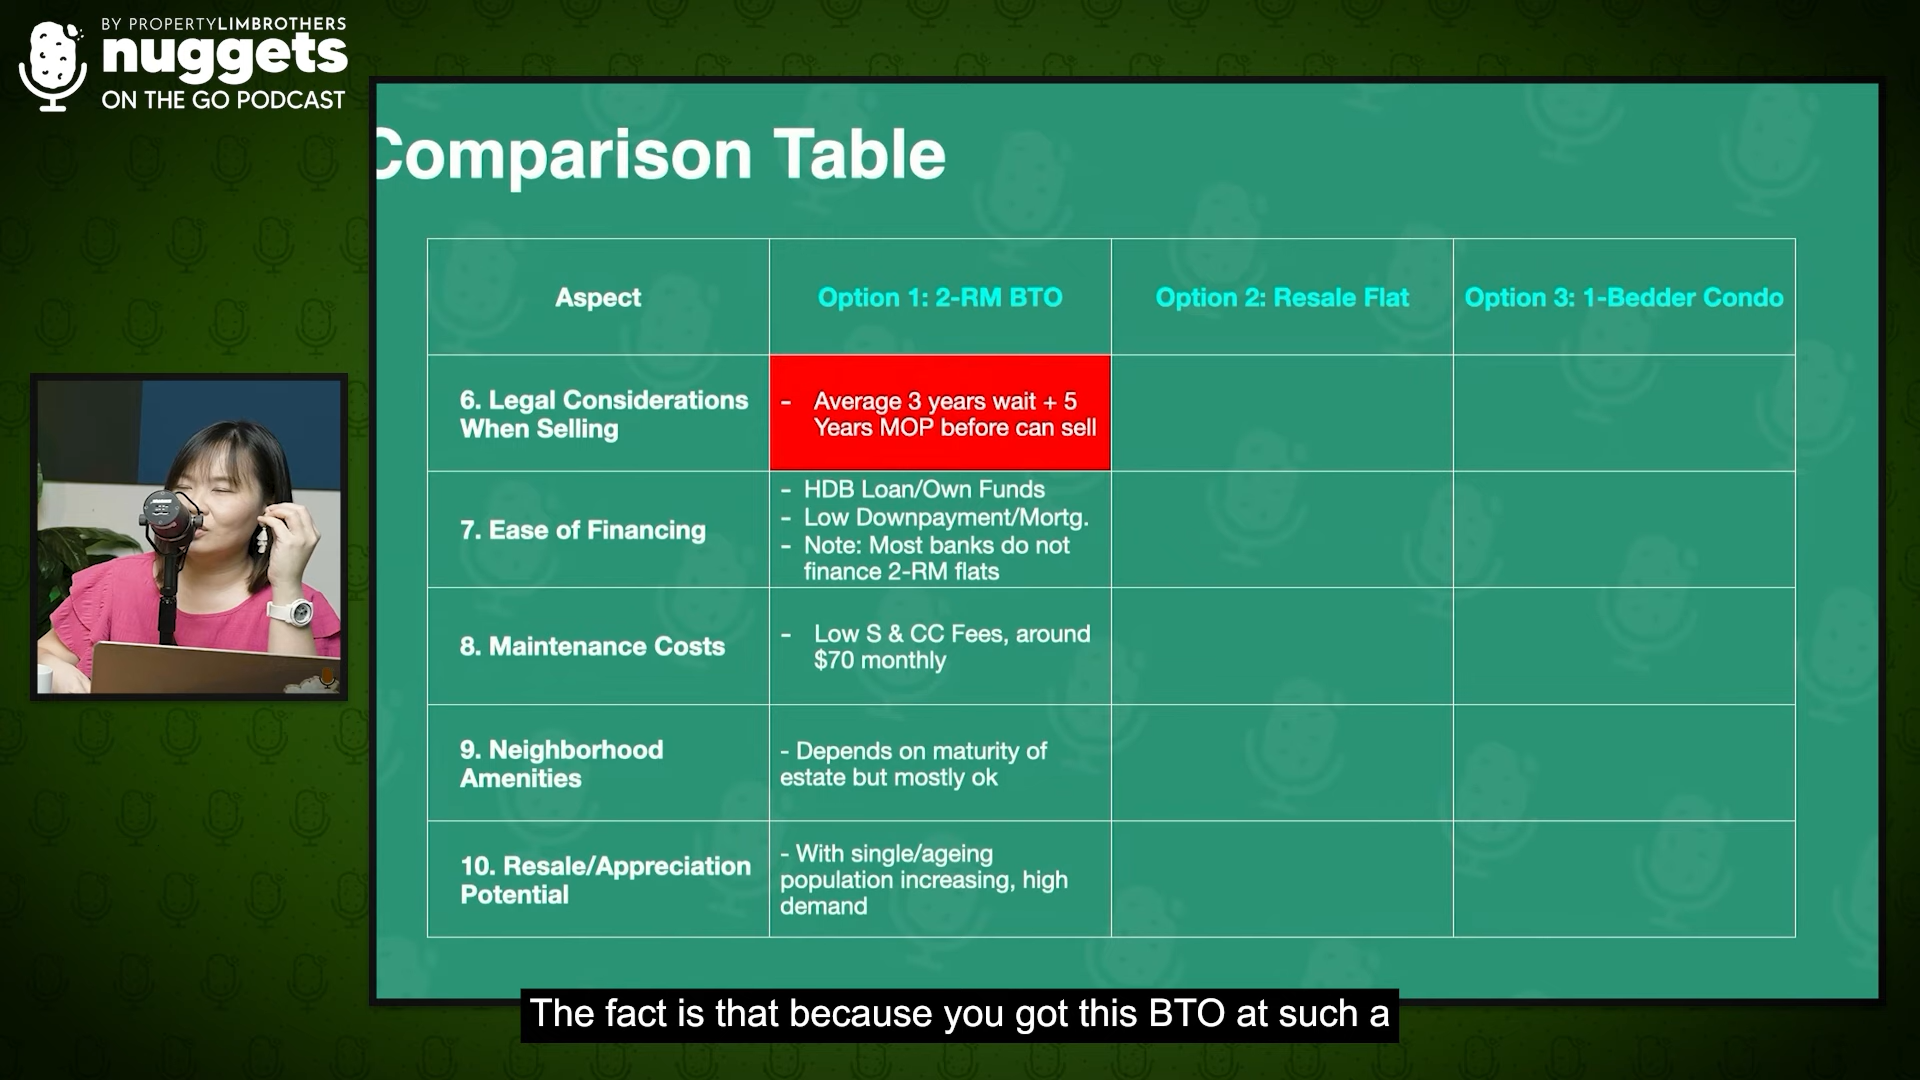 BY PROPERTYLIMBROTHERS
nuggets
ON THE GO PODCAST
Comparison Table
Aspect
Option 1: 2-RM BTO
Option 2: Resale Flat
Option 3: 1-Bedder Condo
6. Legal Considerations
When Selling
- Average 3 years wait + 5
Years MOP before can sell
7. Ease of Financing
- HDB Loan/Own Funds
- Low Downpayment/Mortg.
- Note: Most banks do not
finance 2-RM flats
8. Maintenance Costs
- Low S & CC Fees, around
$70 monthly
9. Neighborhood
Amenities
- Depends on maturity of
estate but mostly ok
10. Resale/Appreciation
Potential
- With single/ageing
population increasing, high
demand
The fact is that because you got this BTO at such a